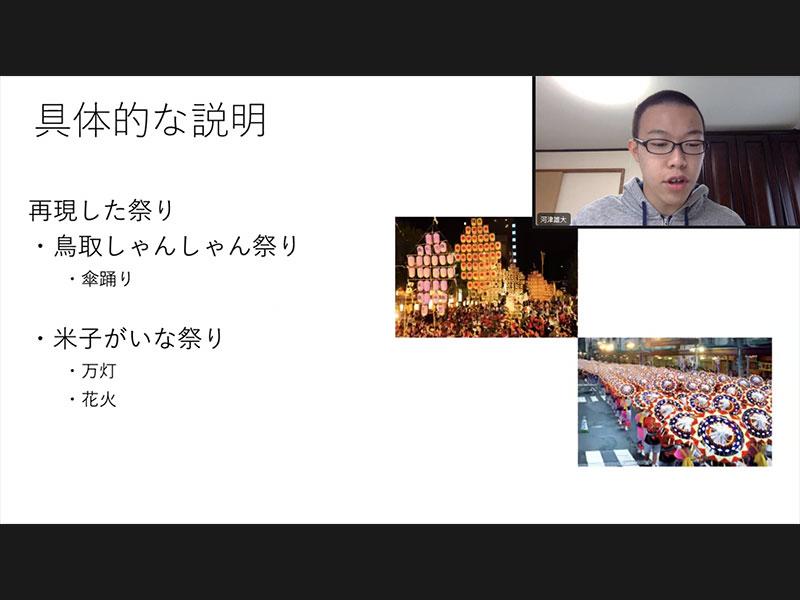 具体的な説明
河津雄大
再現した祭り
・鳥取しゃんしゃん祭り
・傘踊り
・米子がいな祭り
・万灯
・花火